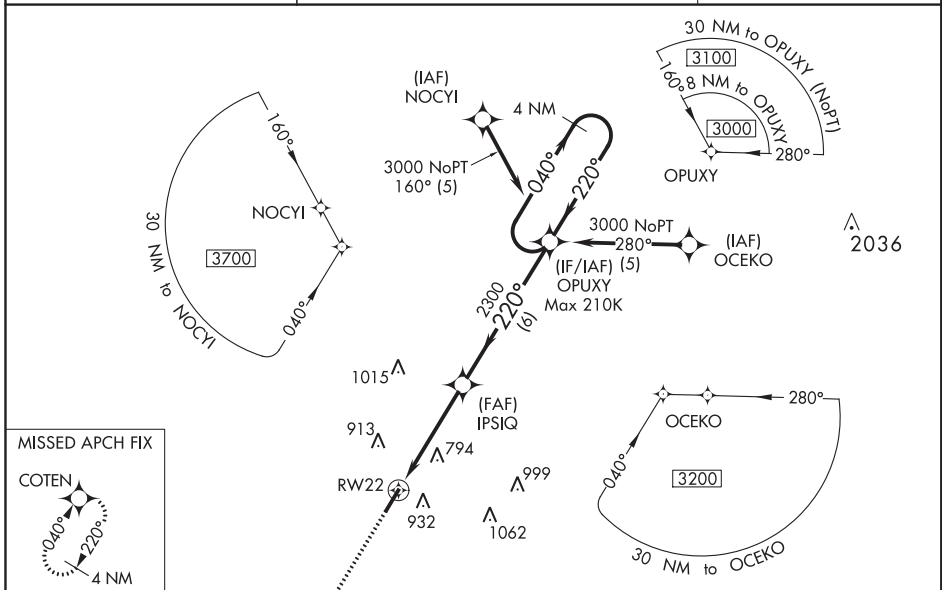 30 NM to OPUXY (NoPT)
3100
160°
8 NM to OPUXY
3000
280°
OPUXY
(IAF)
NOCYI
4 NM
3000 NoPT
160° (5)
040°
220°
160°
NOCYI
3700
040°
30 NM to NOCYI
3000 NoPT
280°
(5)
(IAF)
OCEKO
2036
(IF/IAF)
OPUXY
Max 210K
2300
220°
(6)
1015
(FAF)
IPSIQ
913
794
RW22
932
999
1062
280°
OCEKO
040°
3200
30 NM to OCEKO
MISSED APCH FIX
COTEN
040°
220°
4 NM